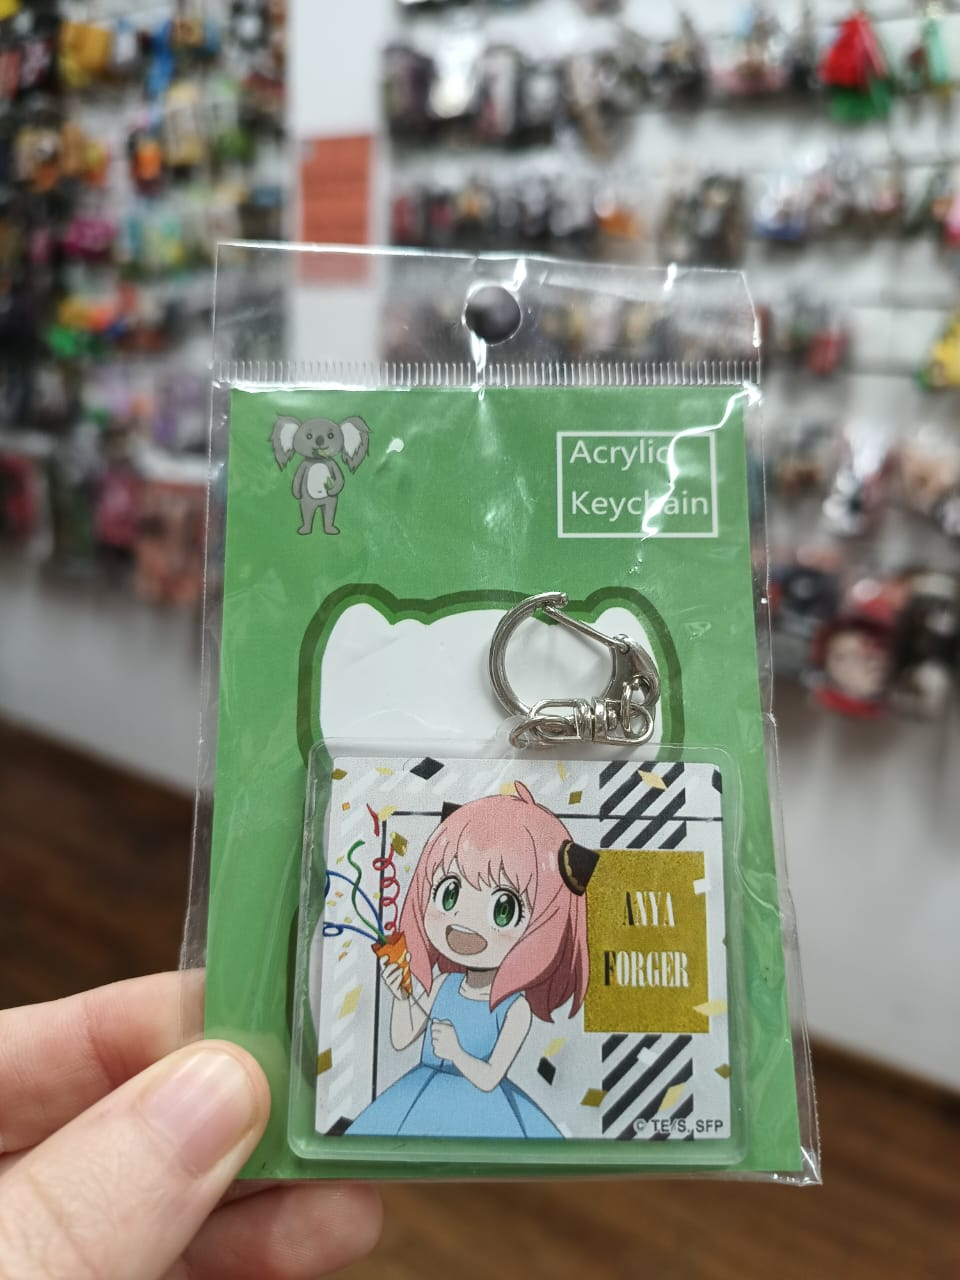 Acrylic
Keychain
ANYA
FORGER
© TE/S, SFP